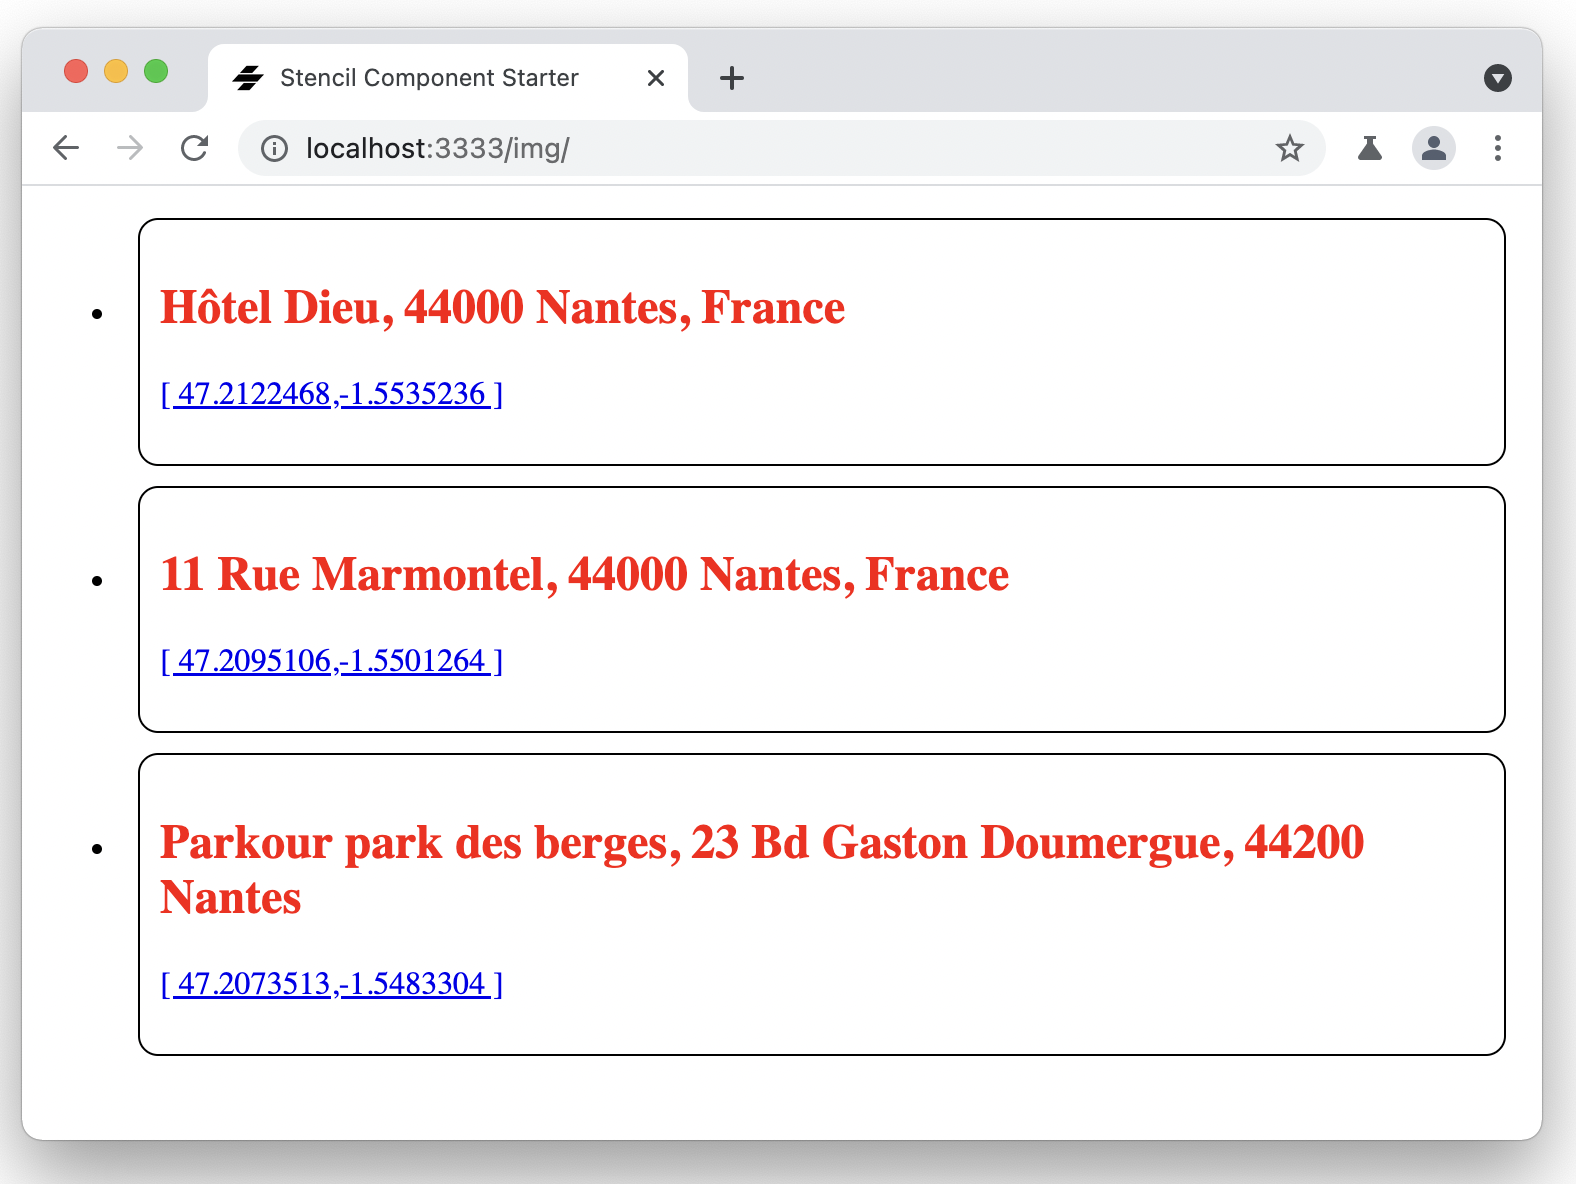 Stencil Component Starter
localhost:3333/img/
Hôtel Dieu, 44000 Nantes, France
[ 47.2122468,-1.5535236 ]
11 Rue Marmontel, 44000 Nantes, France
[ 47.2095106,-1.5501264 ]
Parkour park des berges, 23 Bd Gaston Doumergue, 44200
Nantes
[ 47.2073513,-1.5483304 ]